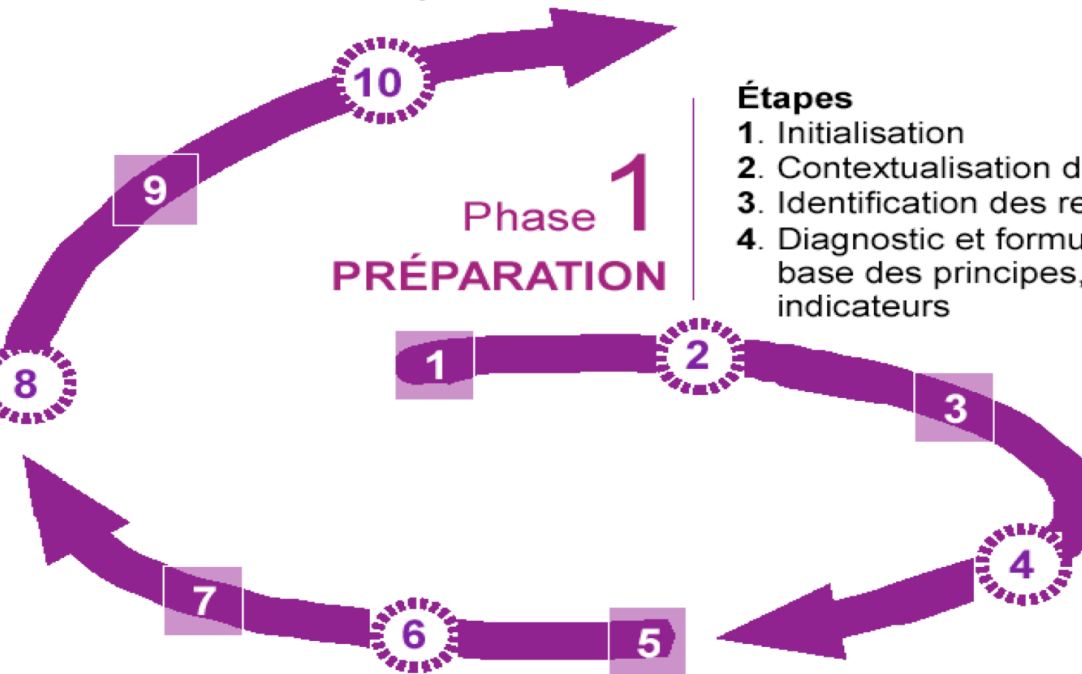 10
9
8
Phase 1
PRÉPARATION
Étapes
1. Initialisation
2. Contextualisation
3. Identification des
4. Diagnostic et
base des principes,
indicateurs
1
2
3
4
7
6
5